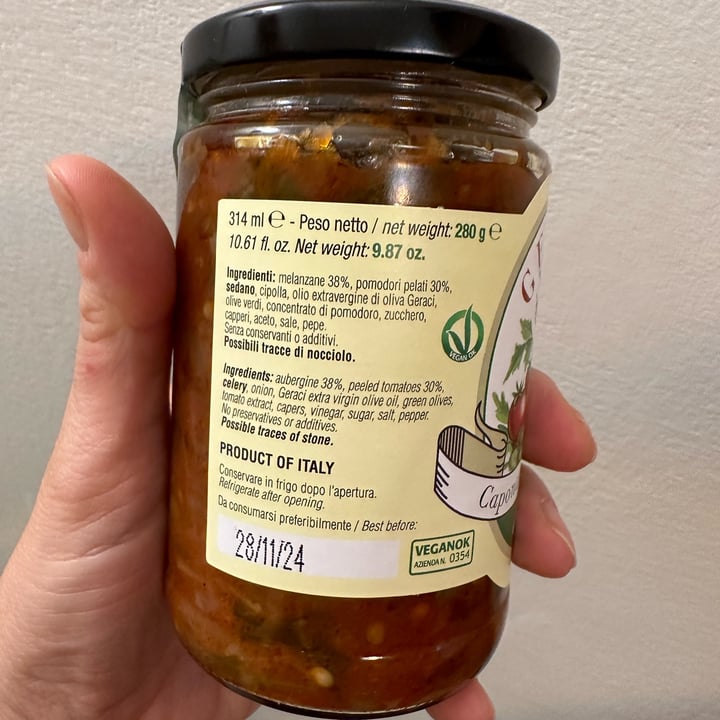 314 ml ℮ - Peso netto / net weight: 280 g ℮
10.61 fl. oz. Net weight: 9.87 oz.
Ingredienti: melanzane 38%, pomodori pelati 30%,
sedano, cipolla, olio extravergine di oliva Geraci,
olive verdi, concentrato di pomodoro, zucchero,
capperi, aceto, sale, pepe.
Senza conservanti o additivi.
Possibili tracce di nocciolo.
VEGAN OK
Ingredients: aubergine 38%, peeled tomatoes 30%,
celery, onion, Geraci extra virgin olive oil, green olives,
tomato extract, capers, vinegar, sugar, salt, pepper.
No preservatives or additives.
Possible traces of stone.
PRODUCT OF ITALY
Conservare in frigo dopo l'apertura.
Refrigerate after opening.
Da consumarsi preferibilmente / Best before:
28/11/24
VEGANOK
AZIENDA N. 0354